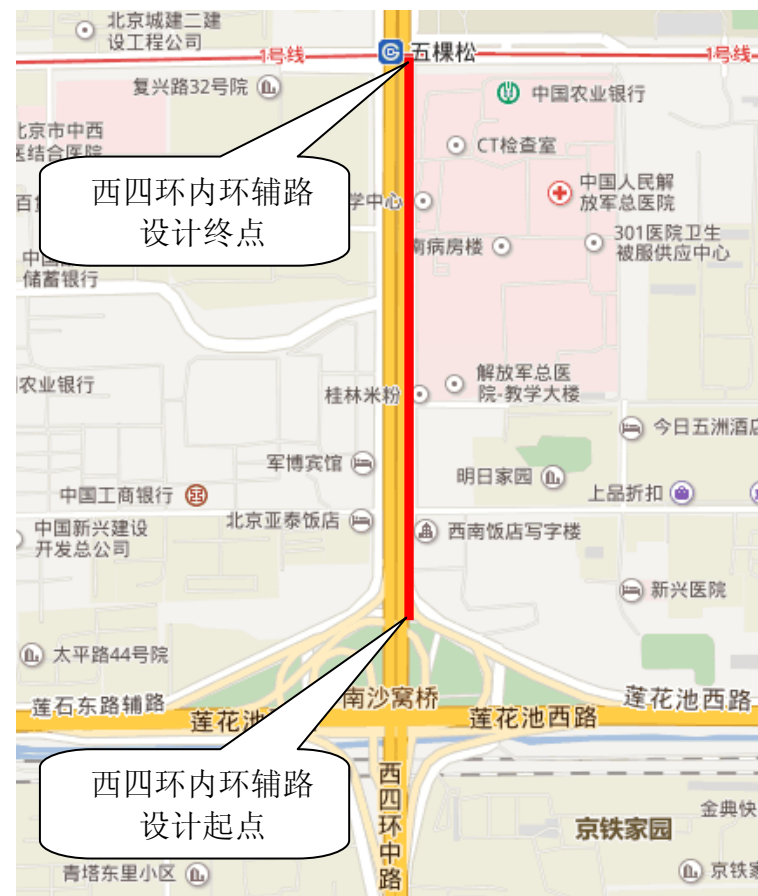 北京城建二建
设工程公司
1号线
五棵松
1号线
复兴路32号院
中国农业银行
北京市中西
医结合医院
CT检查室
西四环内环辅路
设计终点
学中心
中国人民解
放军总医院
南病房楼
301医院卫生
被服供应中心
储蓄银行
农业银行
桂林米粉
解放军总医
院-教学大楼
今日五洲酒店
军博宾馆
明日家园
上品折扣
中国工商银行
中国新兴建设
开发总公司
北京亚泰饭店
西南饭店写字楼
新兴医院
太平路44号院
莲石东路辅路
南沙窝桥
莲花池西路
莲花池
莲花池西路
西四环内环辅路
设计起点
西四环中路
京铁家园
金典快
青塔东里小区
京铁家